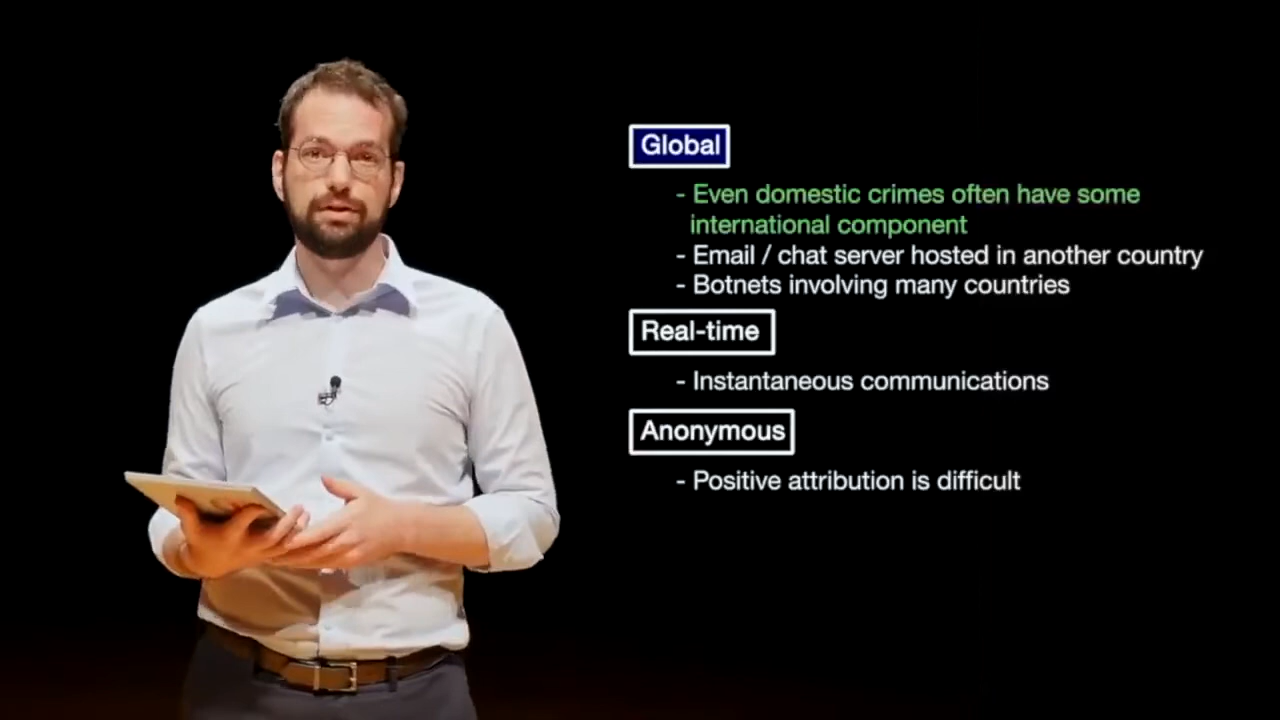 Global
- Even domestic crimes often have some
international component
- Email / chat server hosted in another country
- Botnets involving many countries
Real-time
- Instantaneous communications
Anonymous
- Positive attribution is difficult